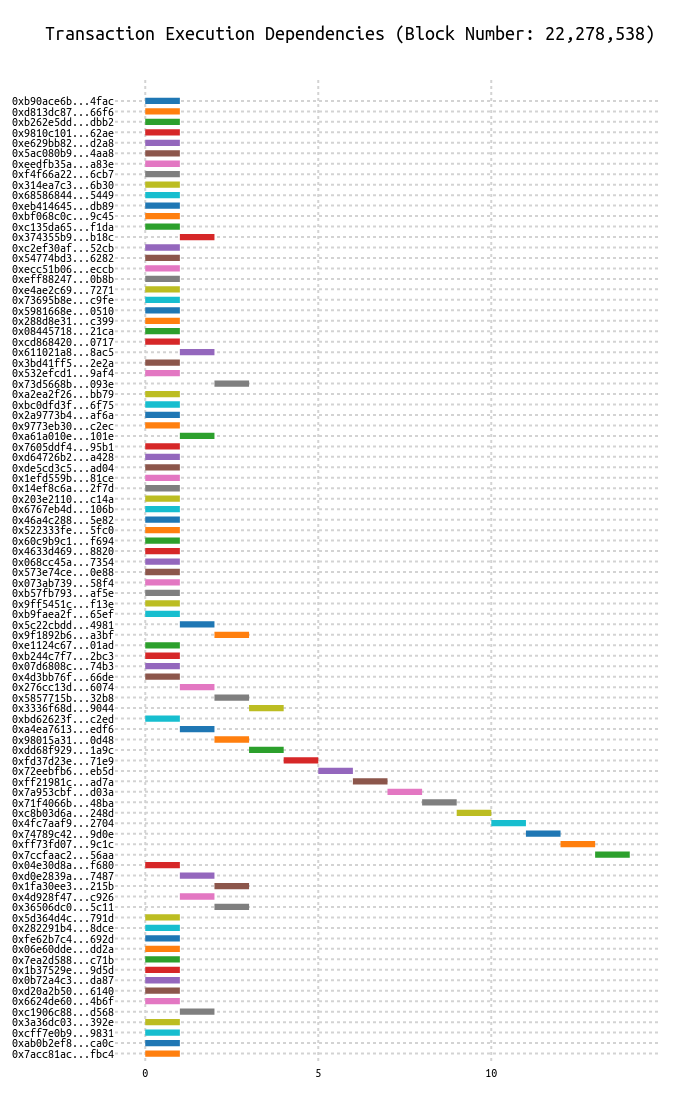 Transaction Execution Dependencies (Block Number: 22,278,538)
0xb90ace6b...4fac
0xd813dc87...66f6
0xb262e5dd...dbb2
0x9810c101...62ae
0xe629bb82...d2a8
0x5ac080b9...4aa8
0xeedfb35a...a83e
0xf4f66a22...6cb7
0x314ea7c3...6b30
0x68586844...5449
0xeb414645...db89
0xbf068c0c...9c45
0xc135da65...f1da
0x374355b9...b18c
0xc2ef30af...52cb
0x54774bd3...6282
0xecc51b06...eccb
0xeff88247...0b8b
0xe4ae2c69...7271
0x73695b8e...c9fe
0x5981668e...0510
0x288d8e31...c399
0x08445718...21ca
0xcd868420...0717
0x611021a8...8ac5
0x3bd41ff5...2e2a
0x532efcd1...9af4
0x73d5668b...093e
0xa2ea2f26...bb79
0xbc0dfd3f...6f75
0x2a9773b4...af6a
0x9773eb30...c2ec
0xa61a010e...101e
0x7605ddf4...95b1
0xd64726b2...a428
0xde5cd3c5...ad04
0x1efd559b...81ce
0x14ef8c6a...2f7d
0x203e2110...c14a
0x6767eb4d...106b
0x46a4c288...5e82
0x522333fe...5fc0
0x60c9b9c1...f694
0x4633d469...8820
0x068cc45a...7354
0x573e74ce...0e88
0x073ab739...58f4
0xb57fb793...af5e
0x9ff5451c...f13e
0xb9faea2f...65ef
0x5c22cbdd...4981
0x9f1892b6...a3bf
0xe1124c67...01ad
0xb244c7f7...2bc3
0x07d6808c...74b3
0x4d3bb76f...66de
0x276cc13d...6074
0x5857715b...32b8
0x3336f68d...9044
0xbd62623f...c2ed
0xa4ea7613...edf6
0x98015a31...0d48
0xdd68f929...1a9c
0xfd37d23e...71e9
0x72eebfb6...eb5d
0xff21981c...ad7a
0x7a953cbf...d03a
0x71f4066b...48ba
0xc8b03d6a...248d
0x4fc7aaf9...2704
0x74789c42...9d0e
0xff73fd07...9c1c
0x7ccfaac2...56aa
0x04e30d8a...f680
0xd0e2839a...7487
0x1fa30ee3...215b
0x4d928f47...c926
0x36506dc0...5c11
0x5d364d4c...791d
0x282291b4...8dce
0xfe62b7c4...692d
0x06e60dde...dd2a
0x7ea2d588...c71b
0x1b37529e...9d5d
0x0b72a4c3...da87
0xd20a2b50...6140
0x6624de60...4b6f
0xc1906c88...d568
0x3a36dc03...392e
0xcff7e0b9...9831
0xab0b2ef8...ca0c
0x7acc81ac...fbc4
0 5 10